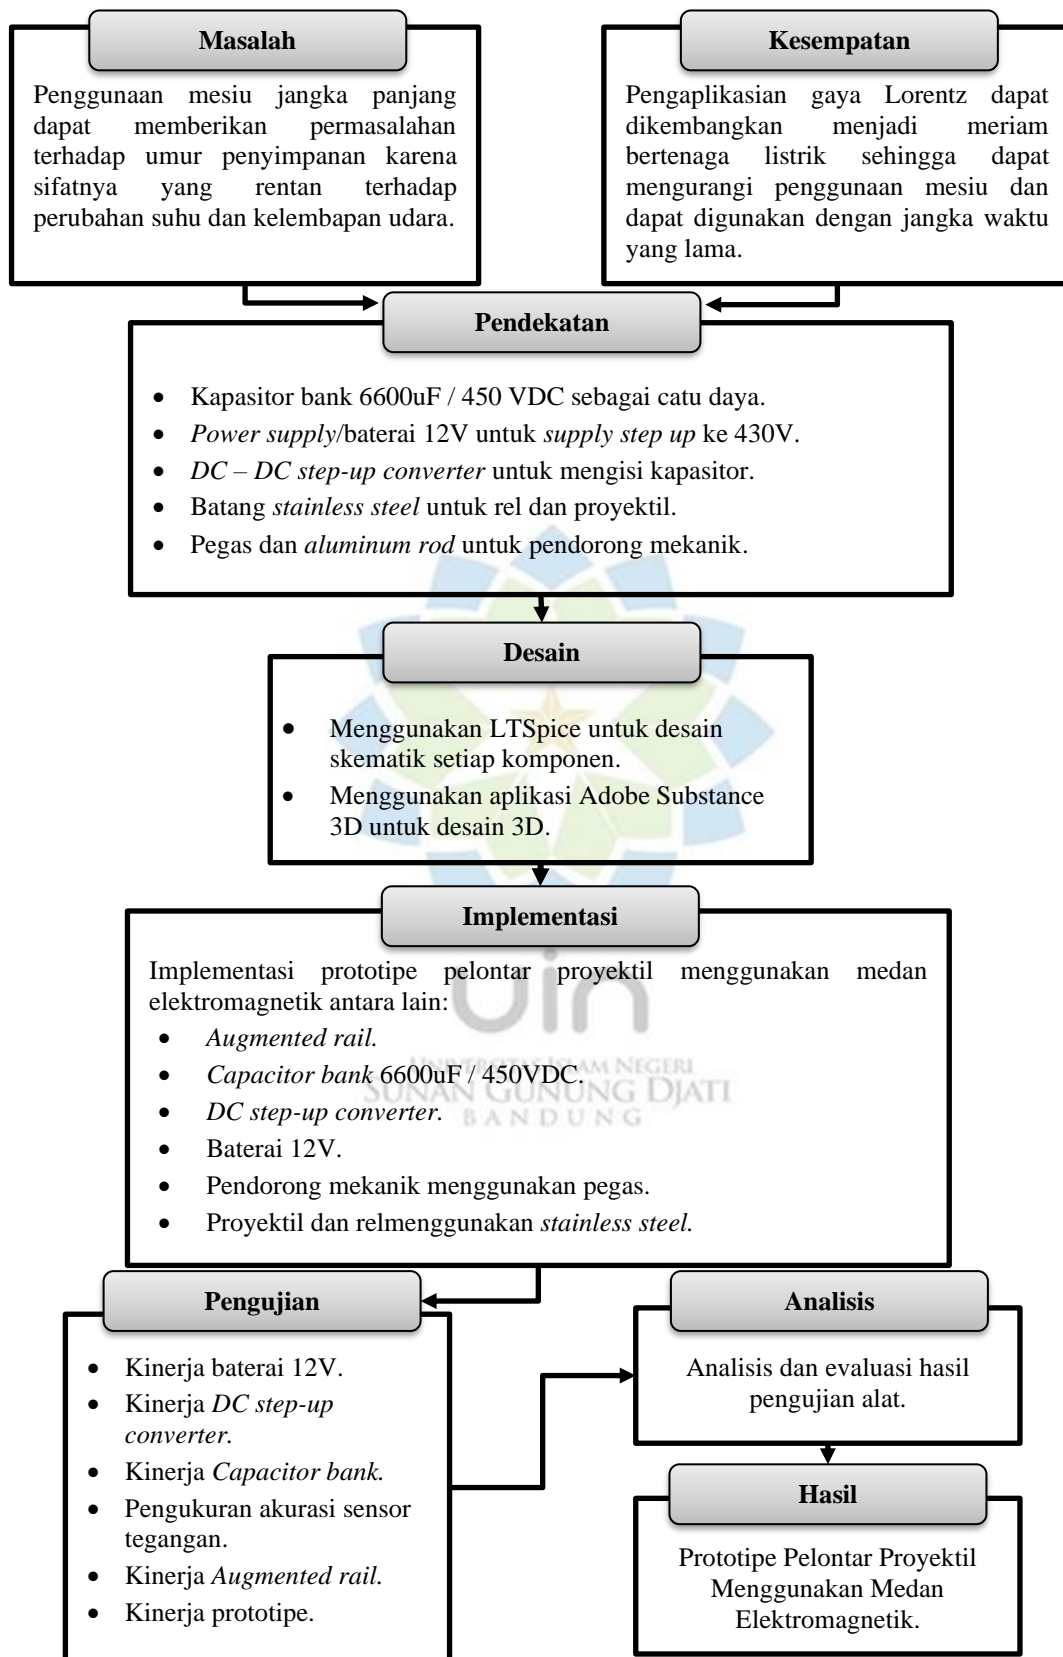 Masalah
Penggunaan mesiu jangka panjang
dapat memberikan permasalahan
terhadap umur penyimpanan karena
sifatnya yang rentan terhadap
perubahan suhu dan kelembapan udara.
Kesempatan
Pengaplikasian gaya Lorentz dapat
dikembangkan menjadi meriam
bertenaga listrik sehingga dapat
mengurangi penggunaan mesiu dan
dapat digunakan dengan jangka waktu
yang lama.
Pendekatan
• Kapasitor bank 6600uF / 450 VDC sebagai catu daya.
• Power supply/baterai 12V untuk supply step up ke 430V.
• DC – DC step-up converter untuk mengisi kapasitor.
• Batang stainless steel untuk rel dan proyektil.
• Pegas dan aluminum rod untuk pendorong mekanik.
Desain
• Menggunakan LTSpice untuk desain
skematik setiap komponen.
• Menggunakan aplikasi Adobe Substance
3D untuk desain 3D.
Implementasi
Implementasi prototipe pelontar proyektil menggunakan medan
elektromagnetik antara lain:
• Augmented rail.
• Capacitor bank 6600uF / 450VDC.
• DC step-up converter.
• Baterai 12V.
• Pendorong mekanik menggunakan pegas.
• Proyektil dan relmenggunakan stainless steel.
uin
UNIVERSITAS ISLAM NEGERI
SUNAN GUNUNG DJATI
BANDUNG
Pengujian
• Kinerja baterai 12V.
• Kinerja DC step-up
converter.
• Kinerja Capacitor bank.
• Pengukuran akurasi sensor
tegangan.
• Kinerja Augmented rail.
• Kinerja prototipe.
Analisis
Analisis dan evaluasi hasil
pengujian alat.
Hasil
Prototipe Pelontar Proyektil
Menggunakan Medan
Elektromagnetik.